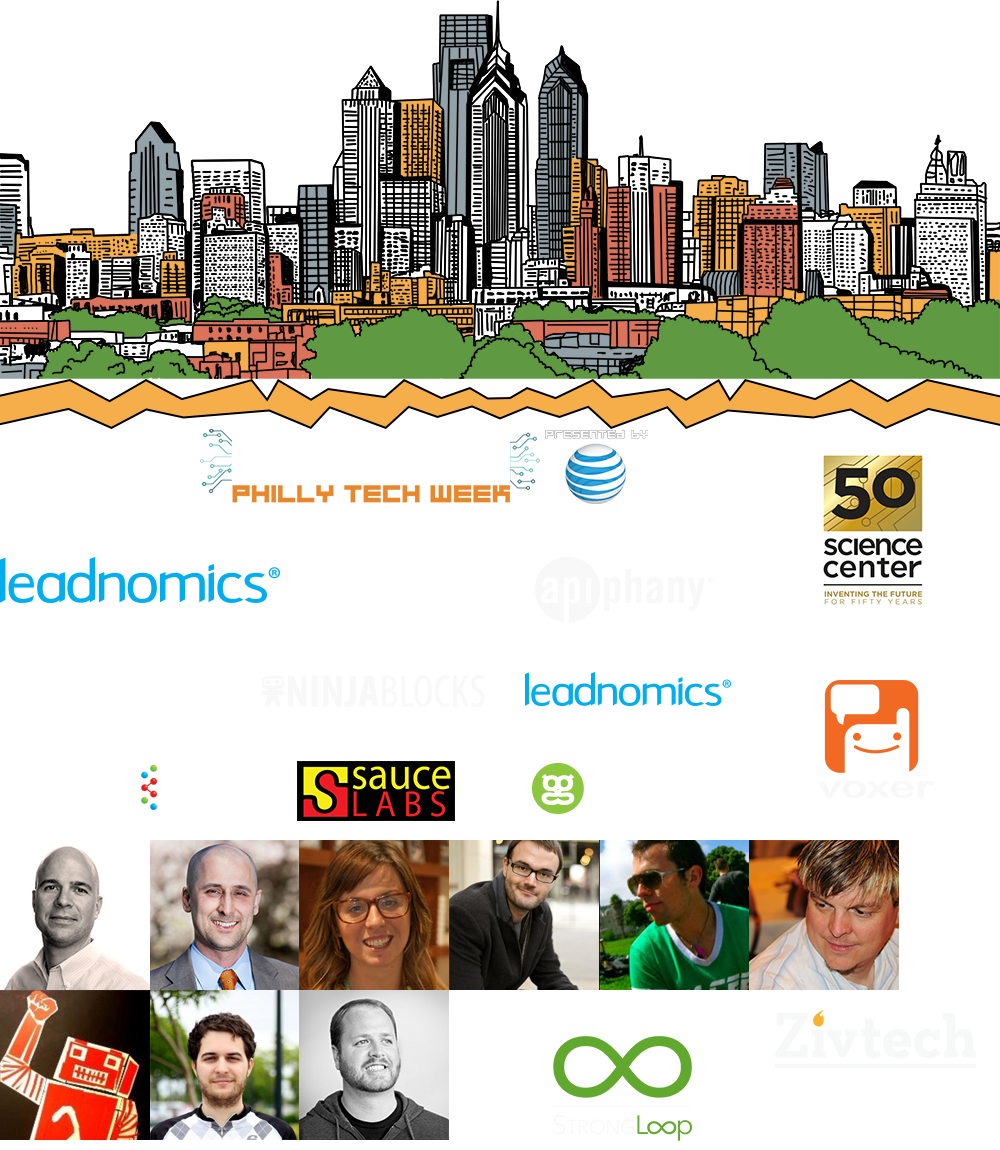 PRESENTED BY
PHILLY TECH WEEK
50
science
center
INVENTING THE FUTURE
FOR FIFTY YEARS
leadnomics®
apiphany
NINJABLOCKS
leadnomics®
voxer
sauce
LABS
Zivtech
STRONGLOOP